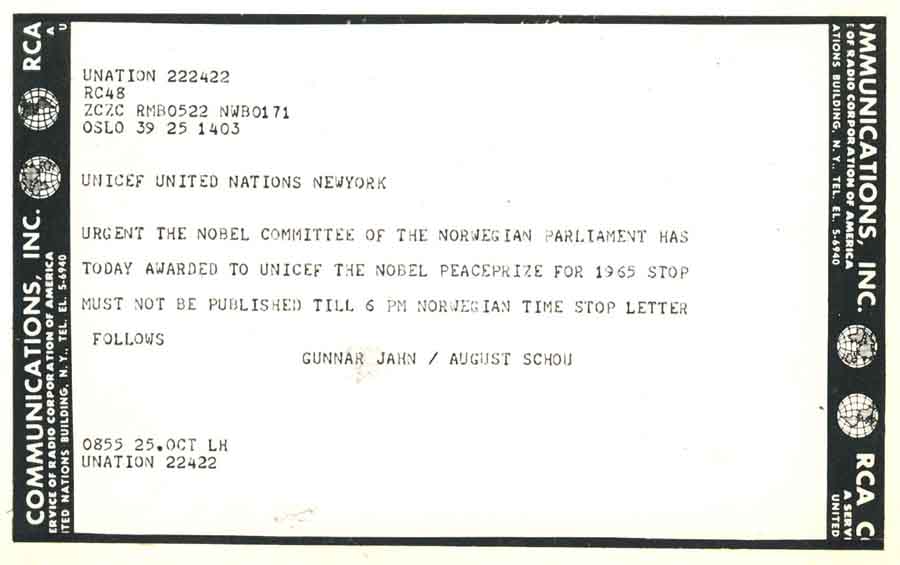 UNATION 222422
RC48
ZCZC RMB0522 NWB0171
OSLO 39 25 1403
UNICEF UNITED NATIONS NEWYORK
URGENT THE NOBEL COMMITTEE OF THE NORWEGIAN PARLIAMENT HAS
TODAY AWARDED TO UNICEF THE NOBEL PEACEPRIZE FOR 1965 STOP
MUST NOT BE PUBLISHED TILL 6 PM NORWEGIAN TIME STOP LETTER
FOLLOWS
GUNNAR JAHN / AUGUST SCHOU
0855 25.OCT LH
UNATION 22422
COMMUNICATIONS, INC. RCA
ERVICE OF RADIO CORPORATION OF AMERICA A
ITED NATIONS BUILDING, N. Y., TEL. EL. 5-6940 U
OMMUNICATIONS, INC. RCA C
E OF RADIO CORPORATION OF AMERICA A SERVI
ATIONS BUILDING, N. Y., TEL. EL. 5-6940 UNITED